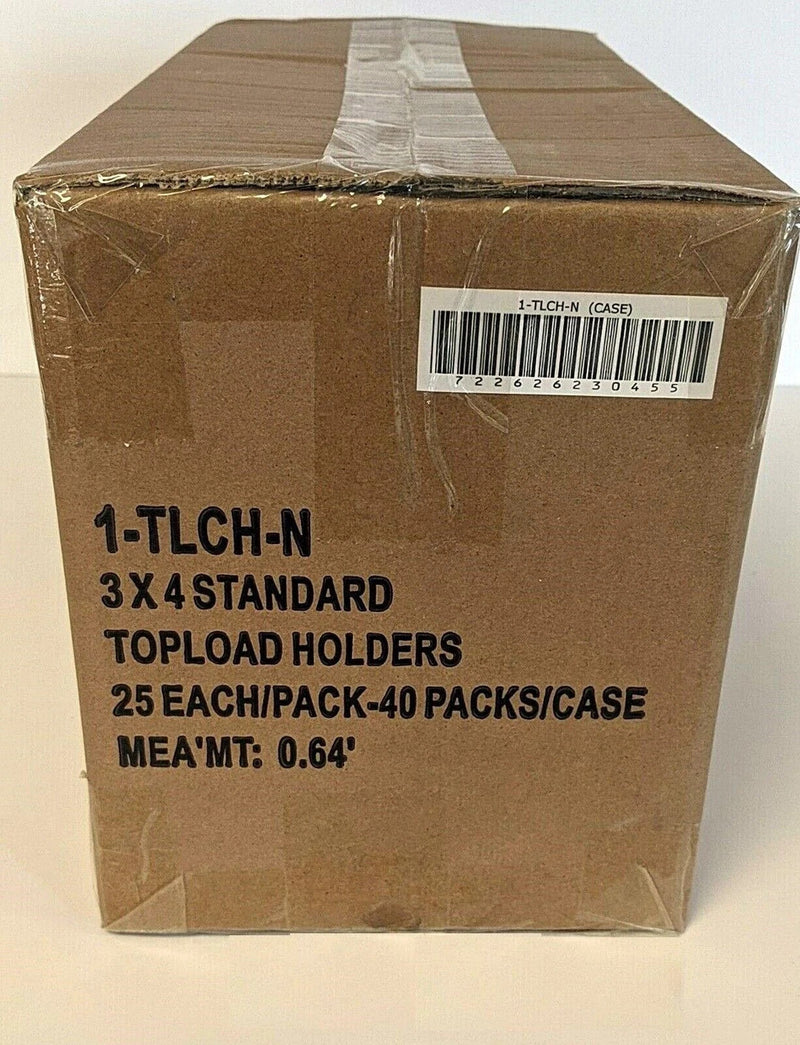 1-TLCH-N (CASE)
722626230455
1-TLCH-N
3 X 4 STANDARD
TOPLOAD HOLDERS
25 EACH/PACK-40 PACKS/CASE
MEA'MT: 0.64'